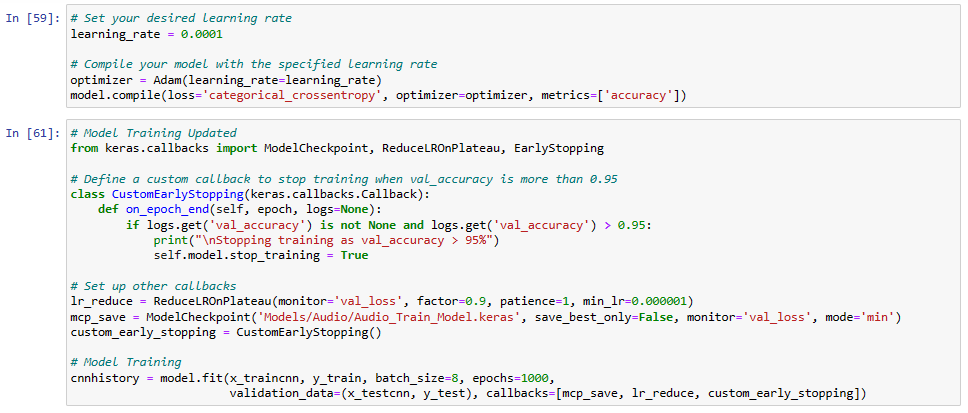 In [59]: # Set your desired learning rate
learning_rate = 0.0001

# Compile your model with the specified learning rate
optimizer = Adam(learning_rate=learning_rate)
model.compile(loss='categorical_crossentropy', optimizer=optimizer, metrics=['accuracy'])

In [61]: # Model Training Updated
from keras.callbacks import ModelCheckpoint, ReduceLROnPlateau, EarlyStopping

# Define a custom callback to stop training when val_accuracy is more than 0.95
class CustomEarlyStopping(keras.callbacks.Callback):
    def on_epoch_end(self, epoch, logs=None):
        if logs.get('val_accuracy') is not None and logs.get('val_accuracy') > 0.95:
            print("\nStopping training as val_accuracy > 95%")
            self.model.stop_training = True

# Set up other callbacks
lr_reduce = ReduceLROnPlateau(monitor='val_loss', factor=0.9, patience=1, min_lr=0.000001)
mcp_save = ModelCheckpoint('Models/Audio/Audio_Train_Model.keras', save_best_only=False, monitor='val_loss', mode='min')
custom_early_stopping = CustomEarlyStopping()

# Model Training
cnnhistory = model.fit(x_traincnn, y_train, batch_size=8, epochs=1000,
                       validation_data=(x_testcnn, y_test), callbacks=[mcp_save, lr_reduce, custom_early_stopping])